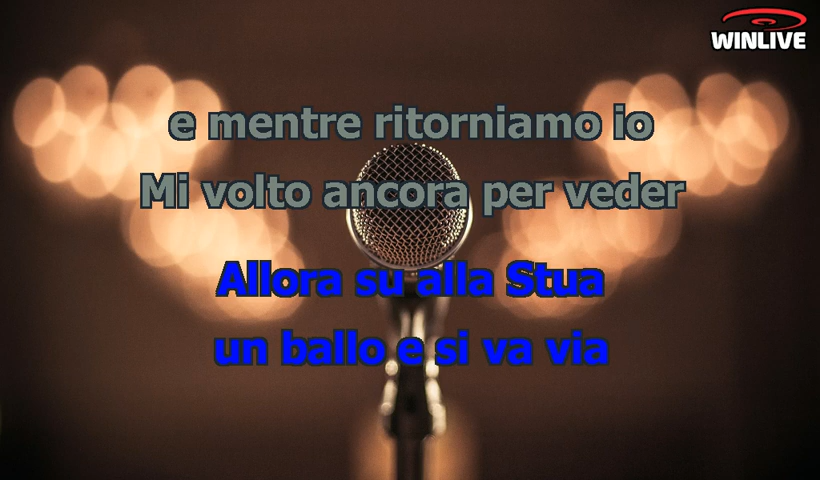 WINLIVE
e mentre ritorniamo io
Mi volto ancora per veder
Allora su alla Stua
un ballo e si va via